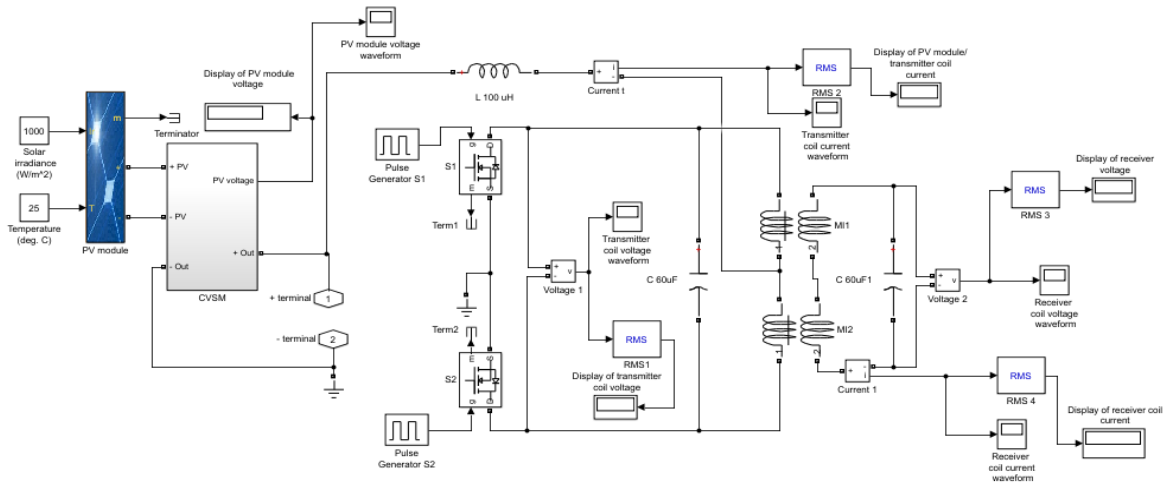 PV module voltage
waveform
Display of PV module
voltage
L 100 uH
+
-
i
Current t
RMS
RMS 2
Display of PV module/
transmitter coil
current
Transmitter
coil current
waveform
1000
Solar
irradiance
(W/m^2)
25
Temperature
(deg. C)
m
+
-
T
PV module
Terminator
+ PV
- PV
PV voltage
+ Out
- Out
CVSM
+ terminal
1
- terminal
2
Pulse
Generator S1
S1
g
D
m
S
Term1
Term2
S2
m
S
g
D
Pulse
Generator S2
+
-
v
Voltage 1
Transmitter
coil voltage
waveform
RMS
RMS1
Display of transmitter
coil voltage
C 60uF
1
2
MI1
1
2
MI2
C 60uF1
+
-
v
Voltage 2
RMS
RMS 3
Display of receiver
voltage
Receiver
coil voltage
waveform
+
-
i
Current 1
RMS
RMS 4
Display of receiver coil
current
Receiver
coil current
waveform